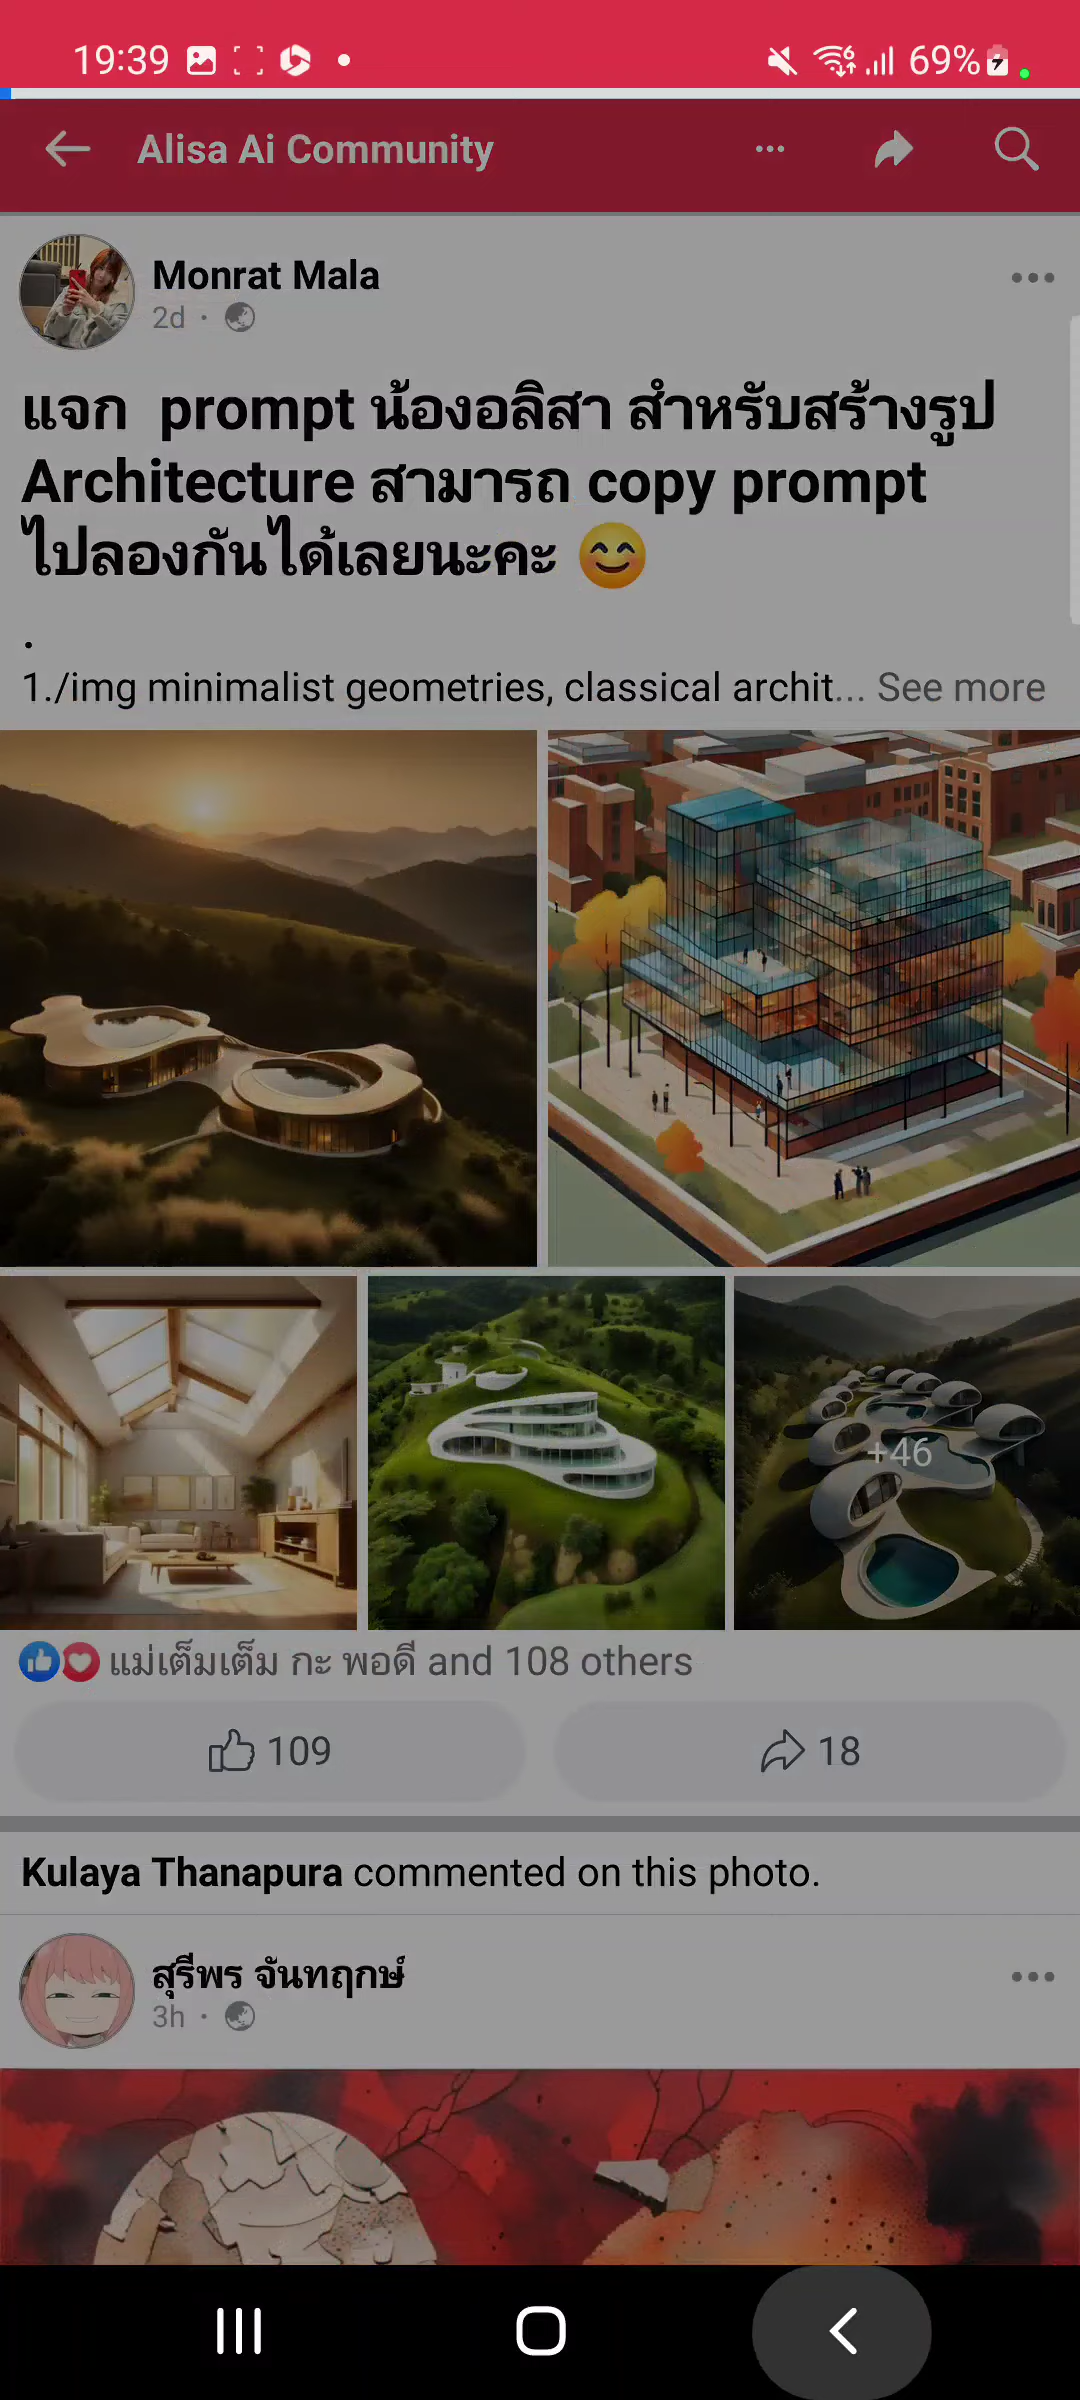 19:39 69%
Alisa Ai Community
Monrat Mala
2d ·
แจก prompt น้องอลิสา สำหรับสร้างรูป
Architecture สามารถ copy prompt
ไปลองกันได้เลยนะคะ 😊
.
1./img minimalist geometries, classical archit... See more
+46
แม่เต็มเต็ม กะ พอดี and 108 others
109 18
Kulaya Thanapura commented on this photo.
สุรีพร จันทฤกษ์
3h ·